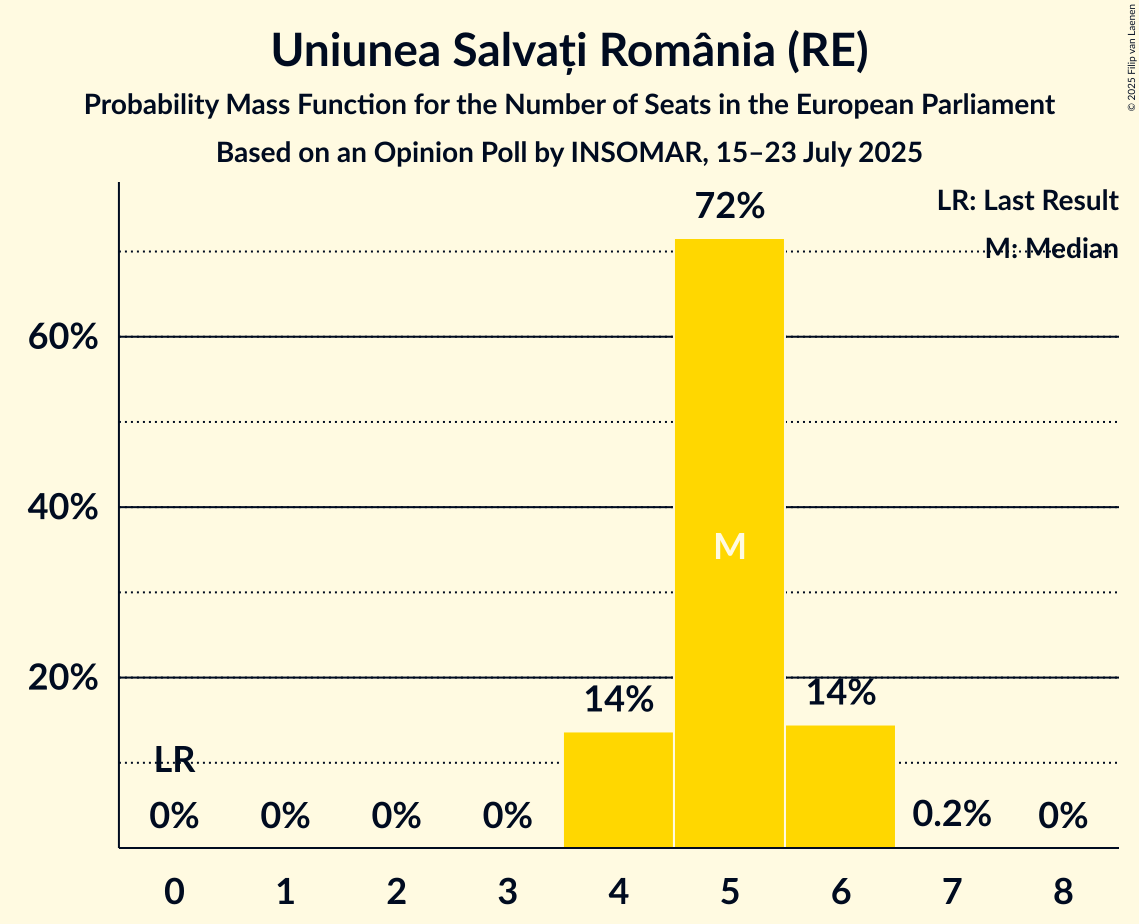 Uniunea Salvați România (RE)
Probability Mass Function for the Number of Seats in the European Parliament
Based on an Opinion Poll by INSOMAR, 15–23 July 2025
© 2025 Filip van Laenen
LR: Last Result
M: Median
72%
60%
40%
M
20%
14%
14%
LR
0%
0%
0%
0%
0.2%
0%
0
1
2
3
4
5
6
7
8